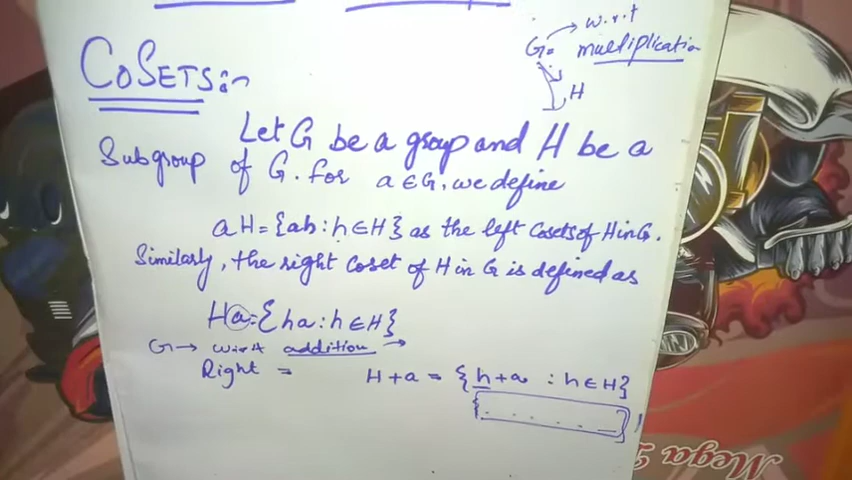 COSETS:~
G= w.r.t multiplication
H
Let G be a group and H be a
Subgroup of G. for a ∈ G, we define
aH = {ah : h ∈ H} as the left Cosets of H in G.
Similarly, the right coset of H in G is defined as
Ha = {ha : h ∈ H}
G → w.r.t addition →
Right = H + a = {h + a : h ∈ H}
{ . . . . . }
Mega